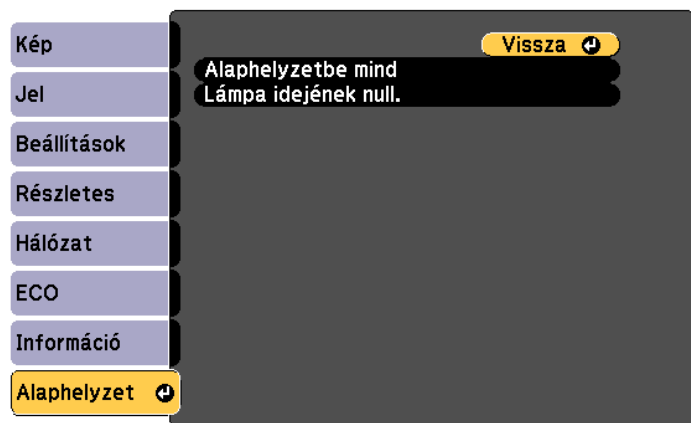 Kép
Jel
Beállítások
Részletes
Hálózat
ECO
Információ
Alaphelyzet
Vissza
Alaphelyzetbe mind
Lámpa idejének null.